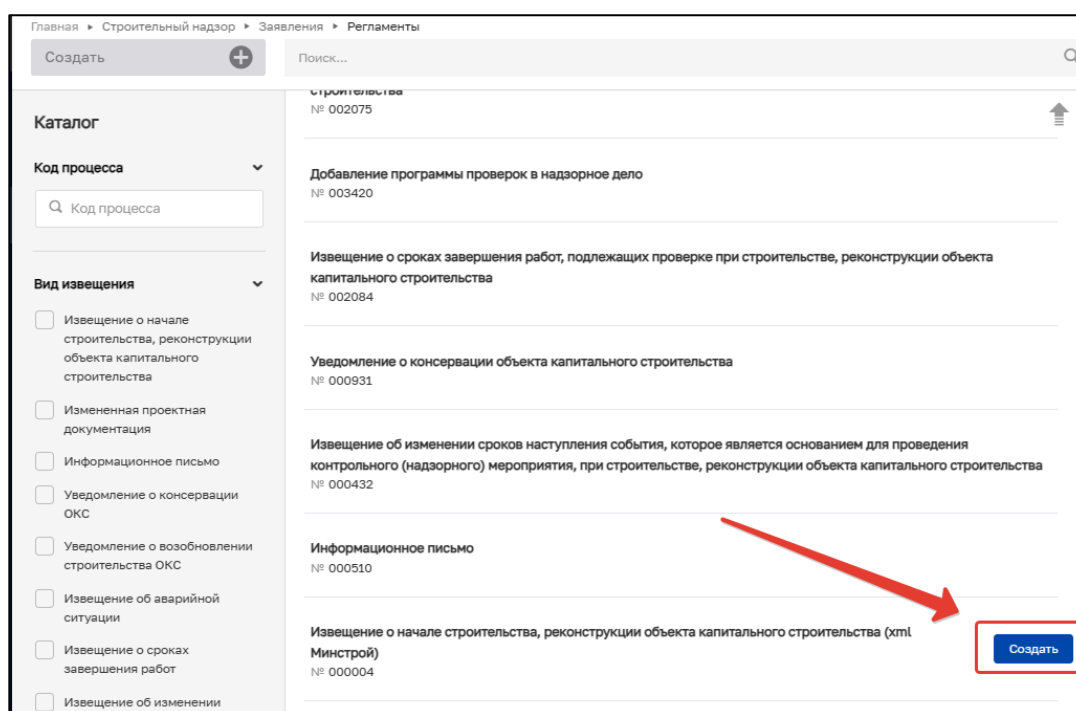 Главная ▸ Строительный надзор ▸ Заявления ▸ Регламенты
Создать
Поиск...
Каталог
Код процесса
Код процесса
Вид извещения
Извещение о начале
строительства, реконструкции
объекта капитального
строительства
Измененная проектная
документация
Информационное письмо
Уведомление о консервации
ОКС
Уведомление о возобновлении
строительства ОКС
Извещение об аварийной
ситуации
Извещение о сроках
завершения работ
Извещение об изменении
строительства
№ 002075
Добавление программы проверок в надзорное дело
№ 003420
Извещение о сроках завершения работ, подлежащих проверке при строительстве, реконструкции объекта
капитального строительства
№ 002084
Уведомление о консервации объекта капитального строительства
№ 000931
Извещение об изменении сроков наступления события, которое является основанием для проведения
контрольного (надзорного) мероприятия, при строительстве, реконструкции объекта капитального строительства
№ 000432
Информационное письмо
№ 000510
Извещение о начале строительства, реконструкции объекта капитального строительства (xml
Минстрой)
№ 000004
Создать